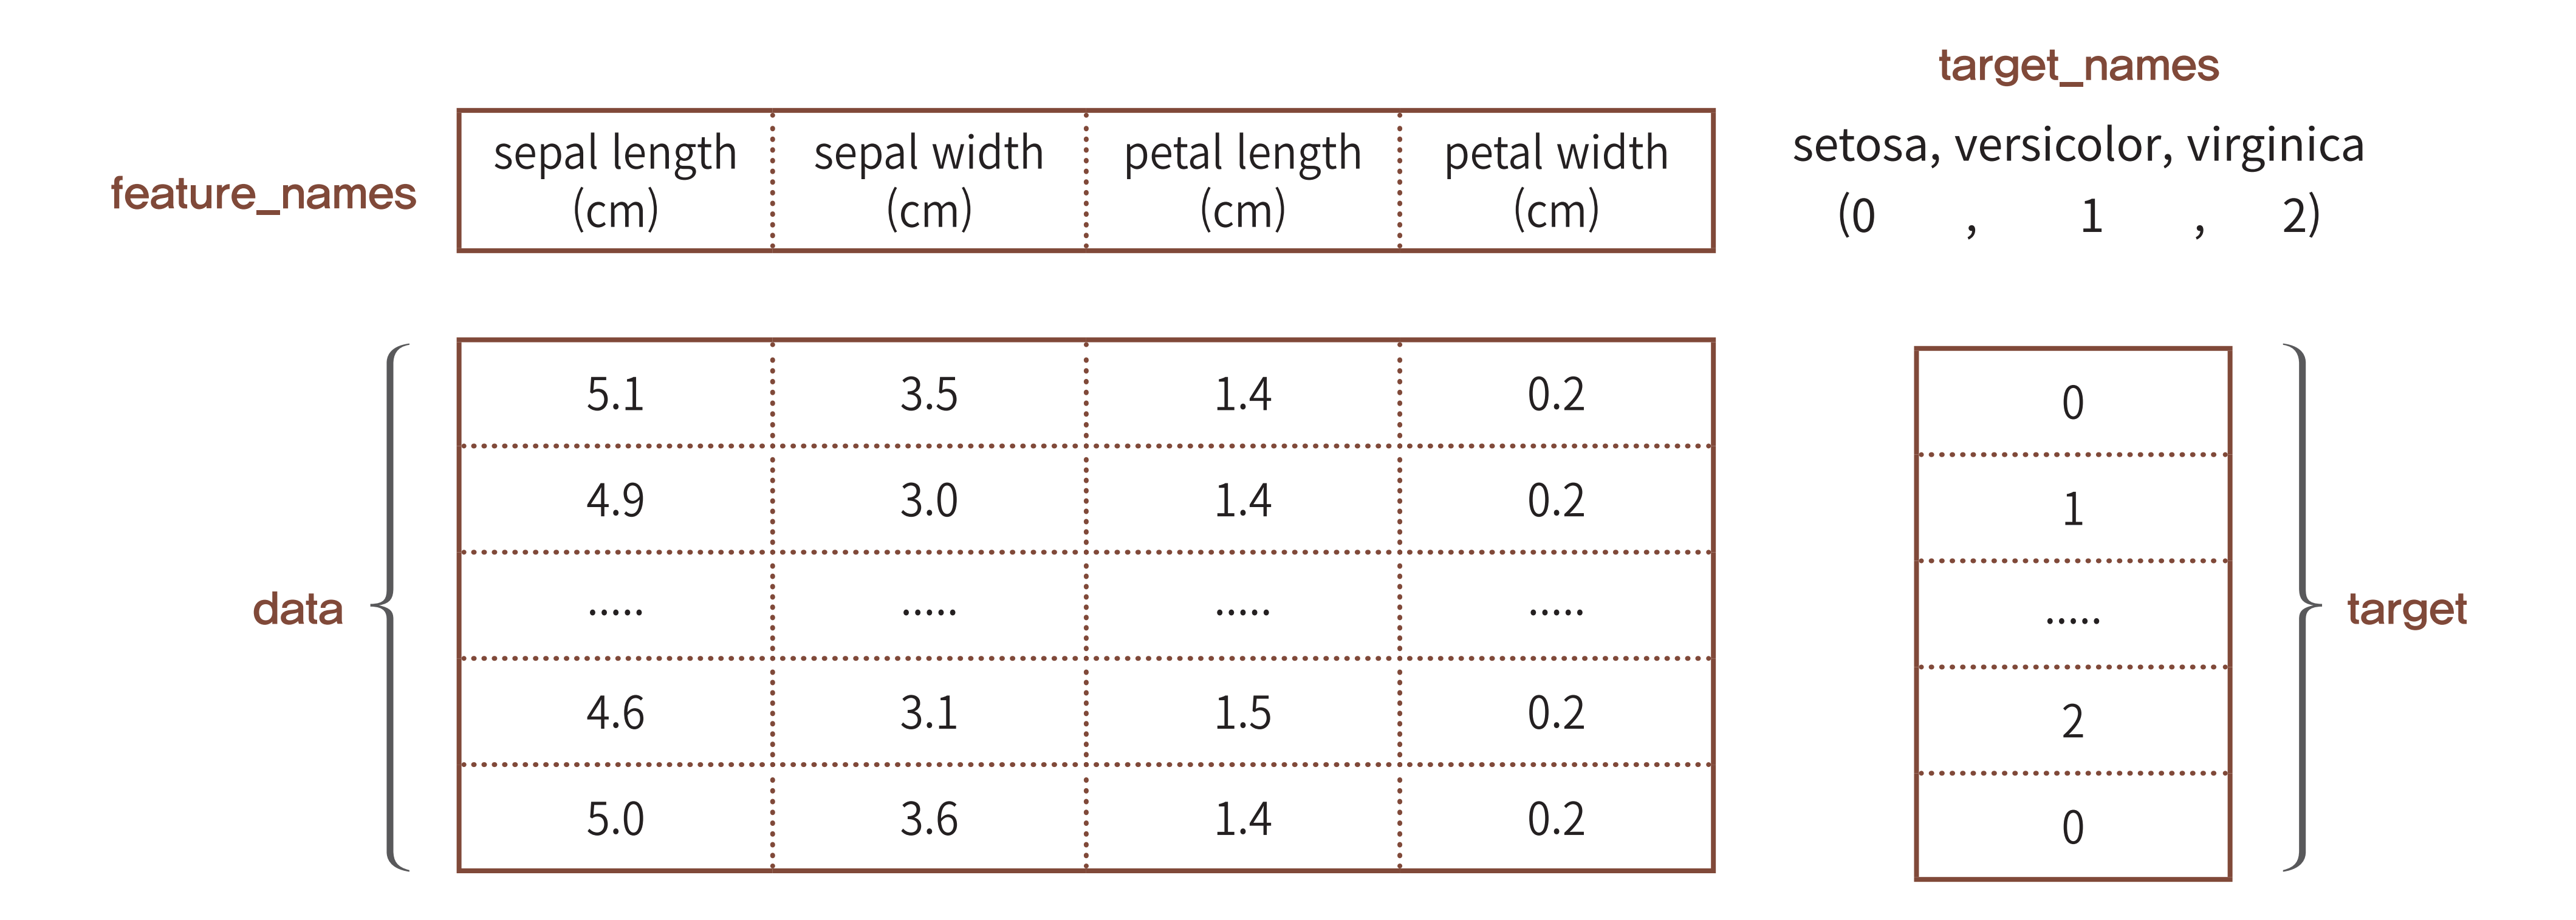 target_names
setosa, versicolor, virginica
(0 , 1 , 2)
feature_names
sepal length (cm)
sepal width (cm)
petal length (cm)
petal width (cm)
data
5.1 3.5 1.4 0.2
4.9 3.0 1.4 0.2
..... ..... ..... .....
4.6 3.1 1.5 0.2
5.0 3.6 1.4 0.2
0
1
.....
2
0
target